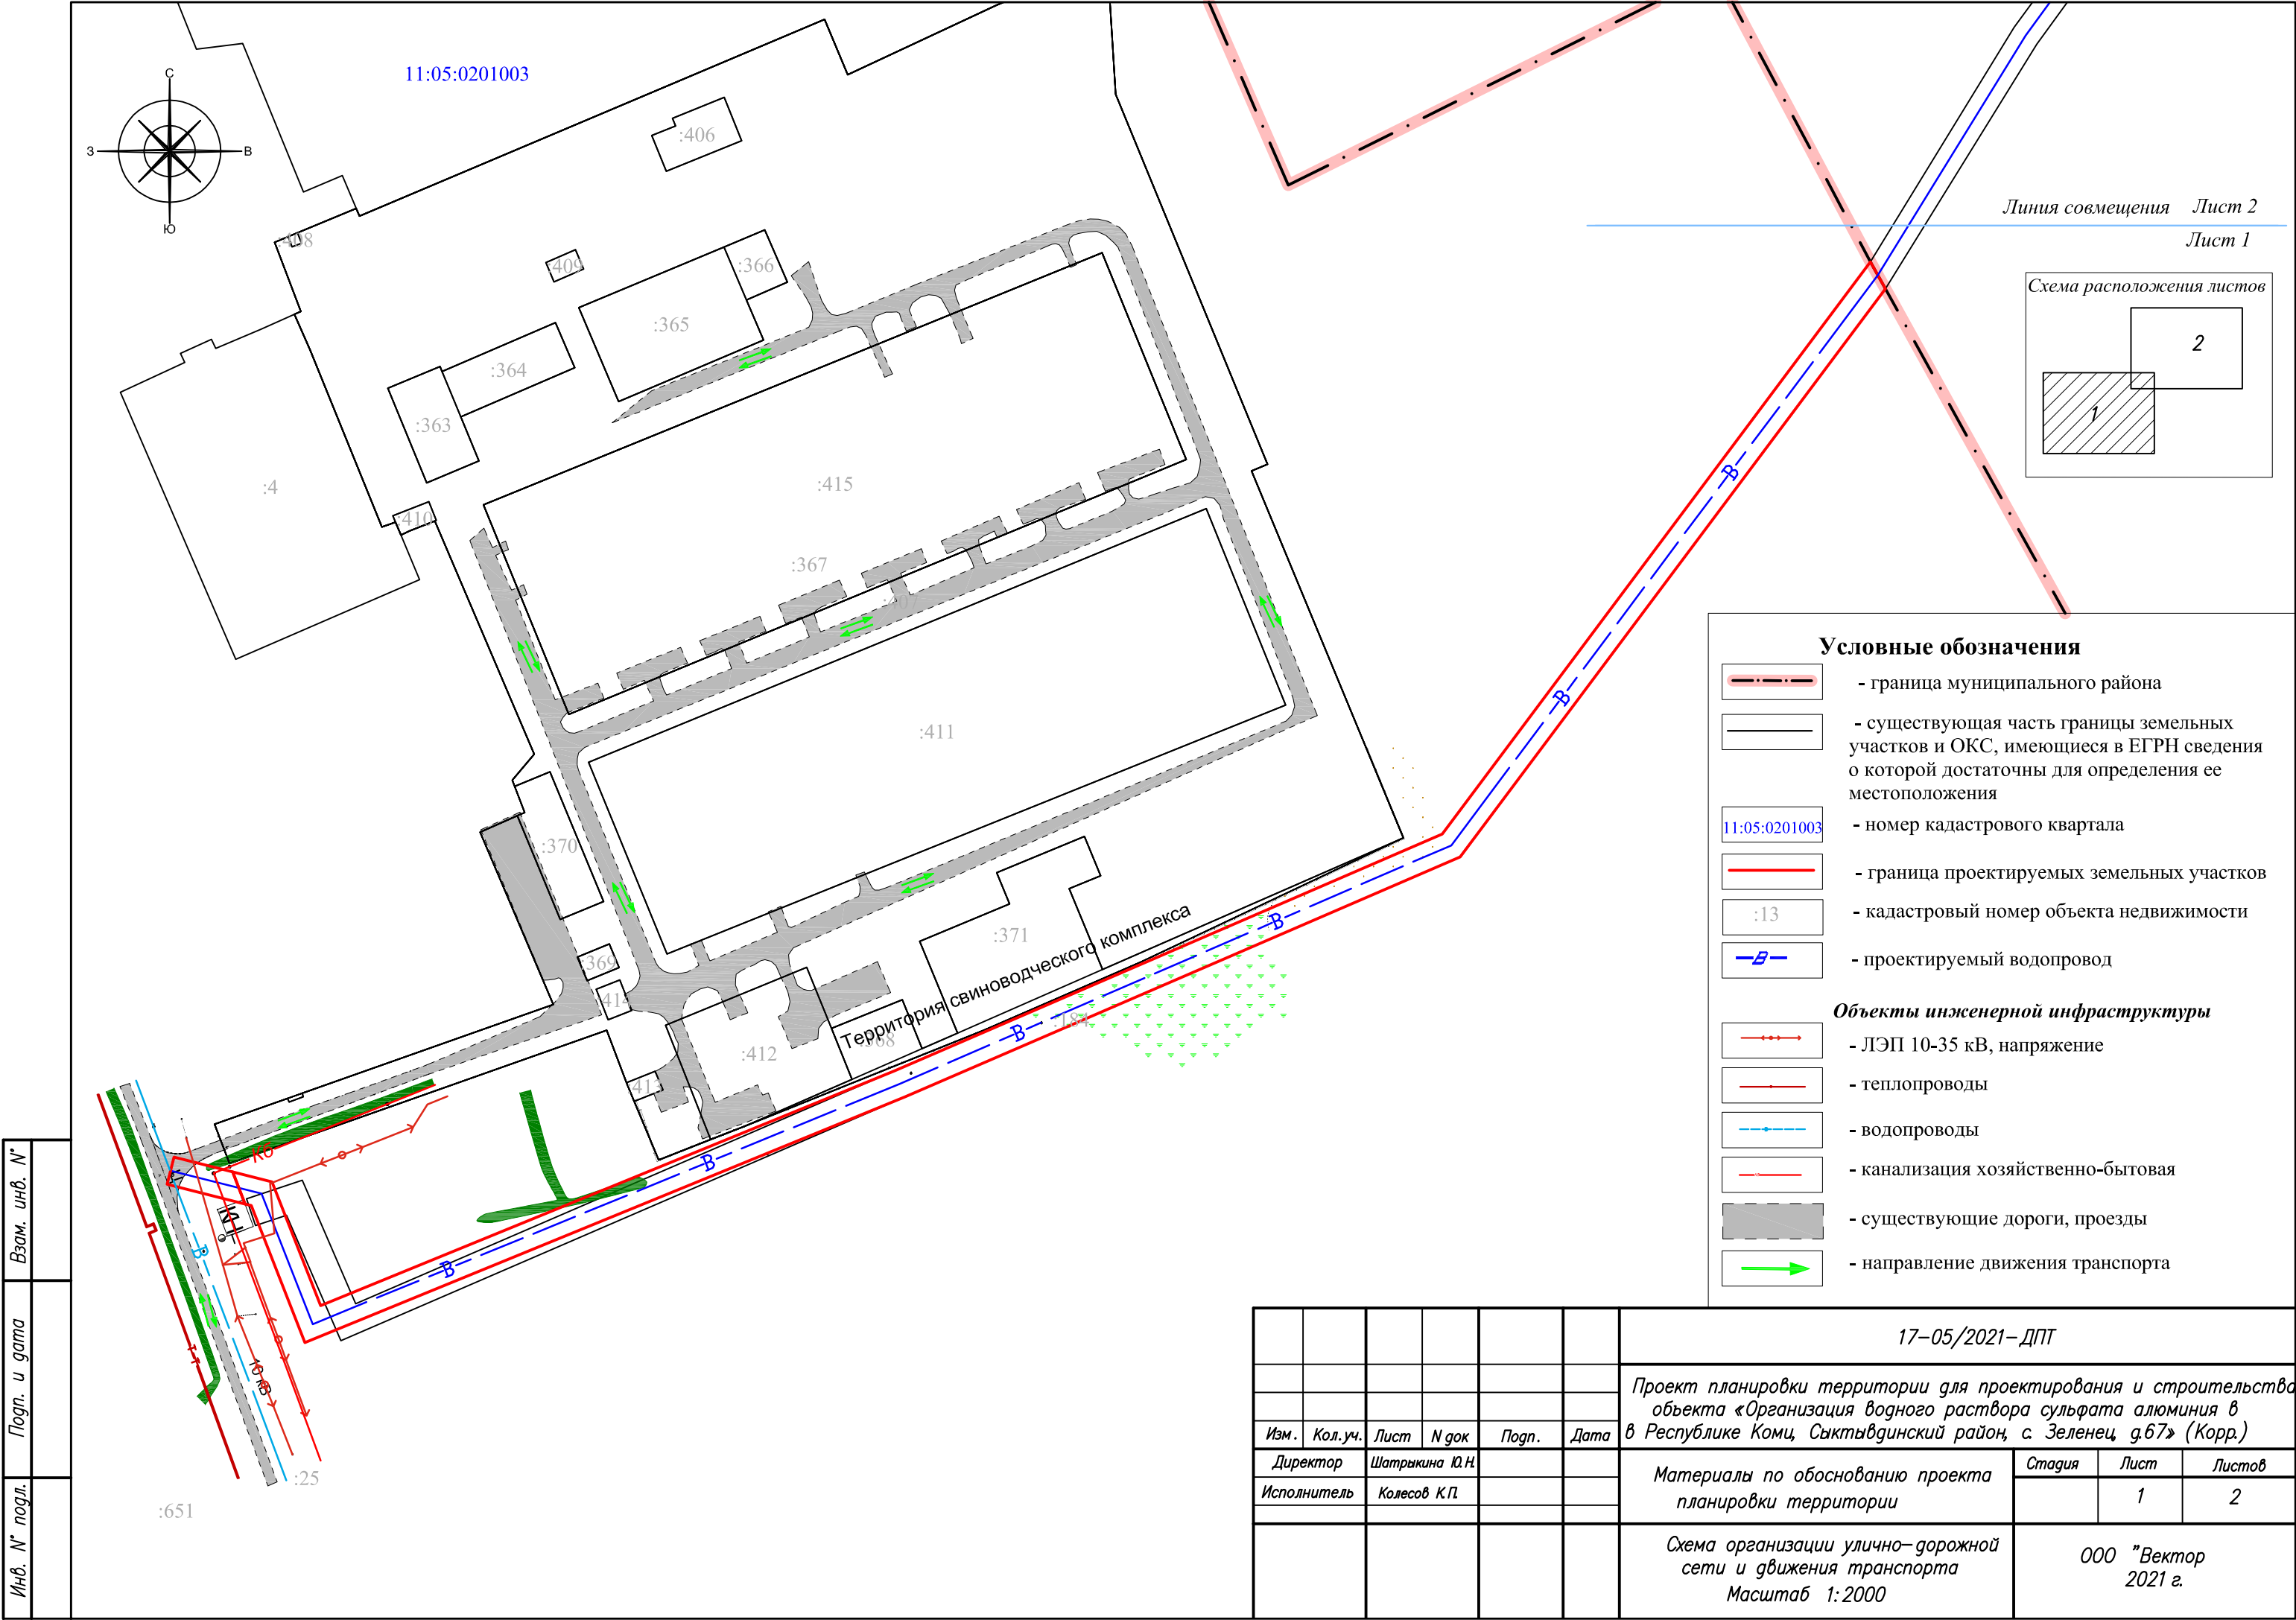 11:05:0201003
С
З
В
Ю
:406
:408
:409
:366
:365
:364
:363
:4
:410
:415
:367
:407
:411
:370
:369
:414
:371
:412
:368
:413
:184
:25
:651
Территория свиноводческого комплекса
В
В
В
В
В
В
В
Кб
В
Т
10 кВ
Линия совмещения Лист 2
Лист 1
Схема расположения листов
2
1
Условные обозначения
- граница муниципального района
- существующая часть границы земельных
участков и ОКС, имеющиеся в ЕГРН сведения
о которой достаточны для определения ее
местоположения
11:05:0201003
- номер кадастрового квартала
- граница проектируемых земельных участков
:13
- кадастровый номер объекта недвижимости
В
- проектируемый водопровод
Объекты инженерной инфраструктуры
- ЛЭП 10-35 кВ, напряжение
- теплопроводы
- водопроводы
- канализация хозяйственно-бытовая
- существующие дороги, проезды
- направление движения транспорта
Взам. инв. N°
Подп. и дата
Инв. N° подл.
17-05/2021-ДПТ
Проект планировки территории для проектирования и строительства
объекта «Организация водного раствора сульфата алюминия в
в Республике Коми, Сыктывдинский район, с. Зеленец, д.67» (Корр.)
Изм. Кол.уч. Лист N док Подп. Дата
Директор Шатрыкина Ю.Н.
Исполнитель Колесов К.П.
Материалы по обоснованию проекта
планировки территории
Стадия Лист Листов
1 2
Схема организации улично-дорожной
сети и движения транспорта
Масштаб 1:2000
ООО "Вектор
2021 г.